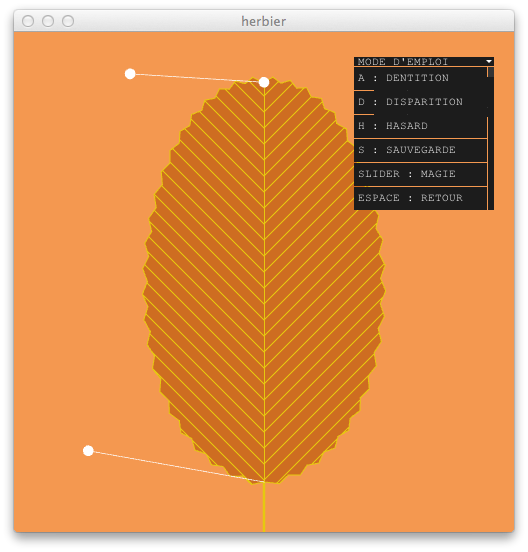 herbier
MODE D'EMPLOI
A : DENTITION
D : DISPARITION
H : HASARD
S : SAUVEGARDE
SLIDER : MAGIE
ESPACE : RETOUR